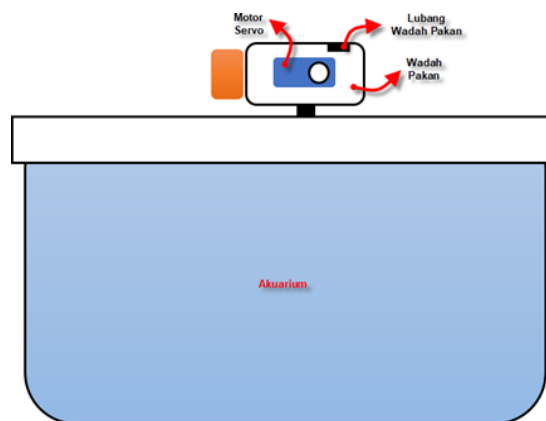 Motor
Servo
Lubang
Wadah Pakan
Wadah
Pakan
Akuarium